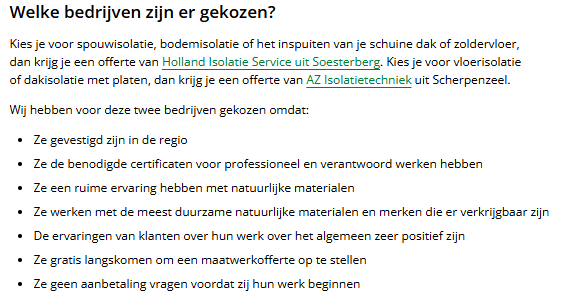 Welke bedrijven zijn er gekozen?
Kies je voor spouwisolatie, bodemisolatie of het inspuiten van je schuine dak of zoldervloer,
dan krijg je een offerte van Holland Isolatie Service uit Soesterberg. Kies je voor vloerisolatie
of dakisolatie met platen, dan krijg je een offerte van AZ Isolatietechniek uit Scherpenzeel.
Wij hebben voor deze twee bedrijven gekozen omdat:
• Ze gevestigd zijn in de regio
• Ze de benodigde certificaten voor professioneel en verantwoord werken hebben
• Ze een ruime ervaring hebben met natuurlijke materialen
• Ze werken met de meest duurzame natuurlijke materialen en merken die er verkrijgbaar zijn
• De ervaringen van klanten over hun werk over het algemeen zeer positief zijn
• Ze gratis langskomen om een maatwerkofferte op te stellen
• Ze geen aanbetaling vragen voordat zij hun werk beginnen